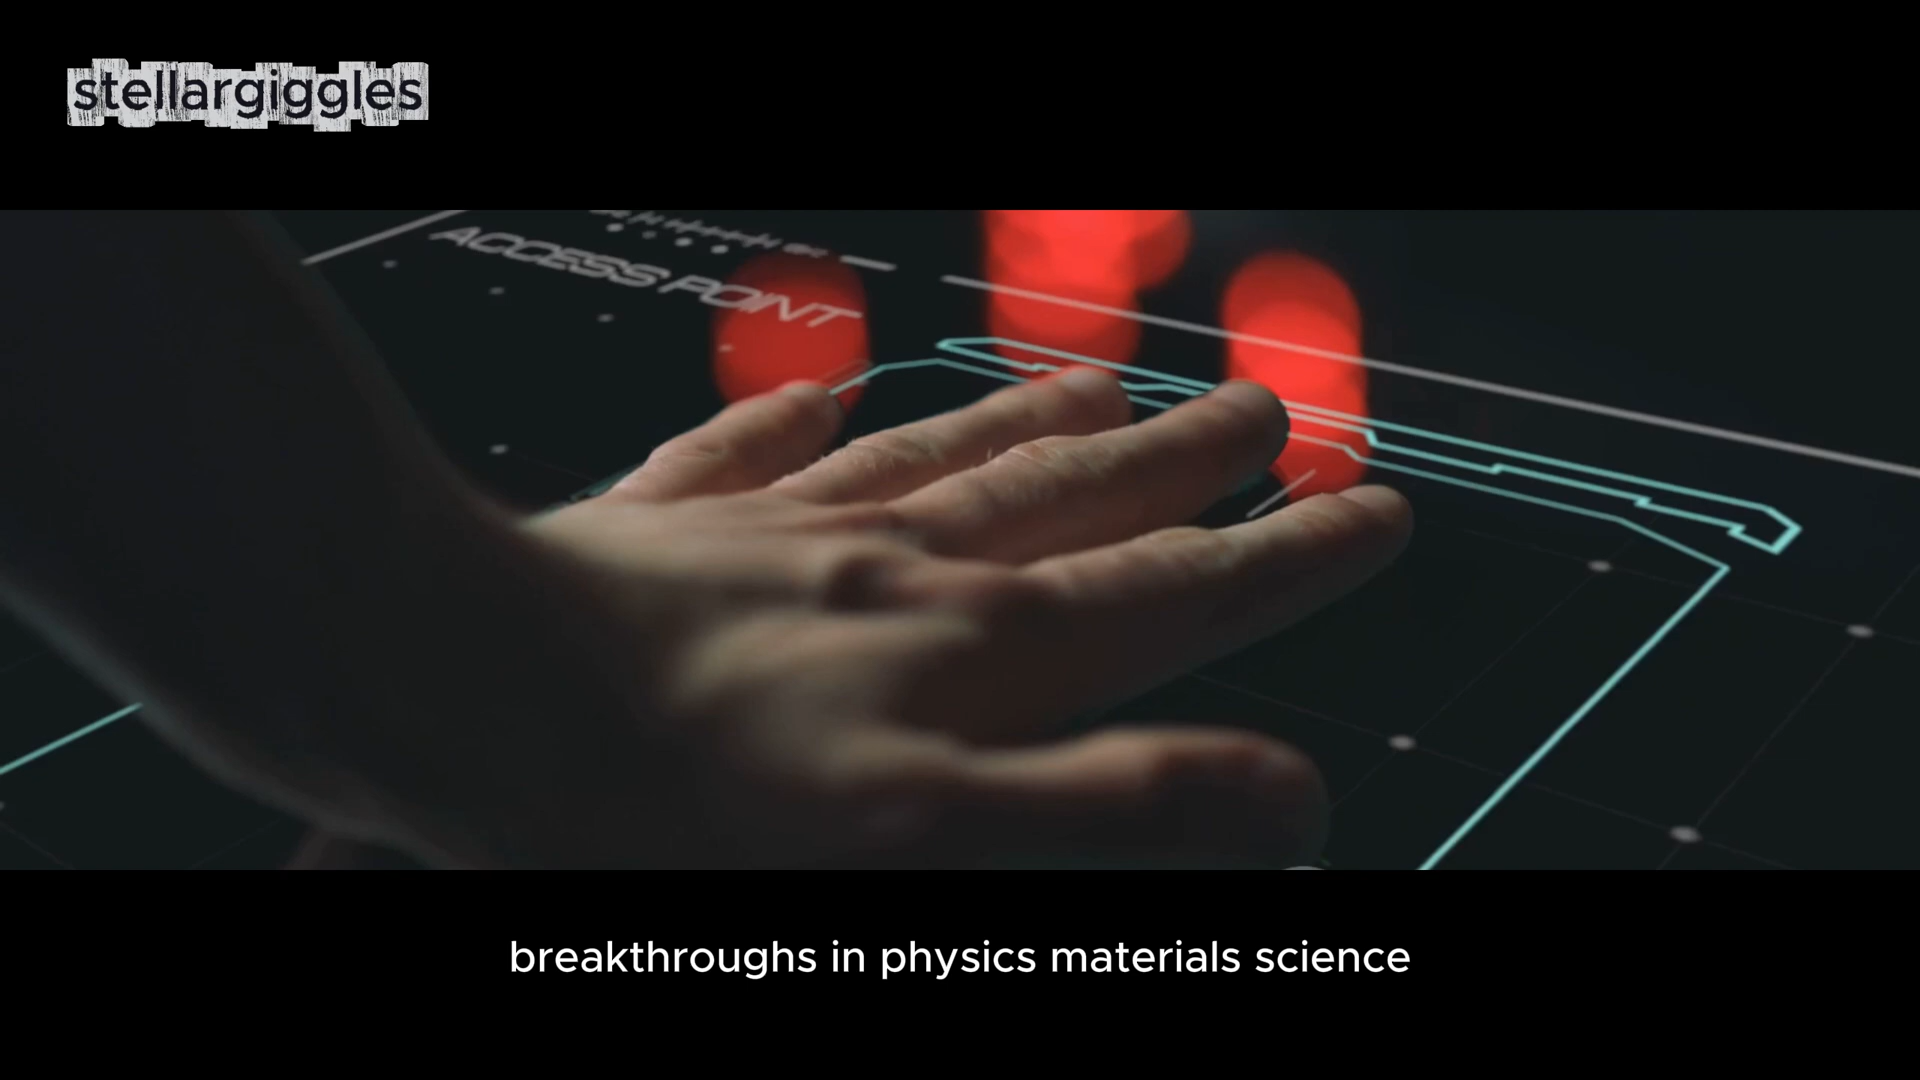 stellargiggles
ACCESS POINT
breakthroughs in physics materials science